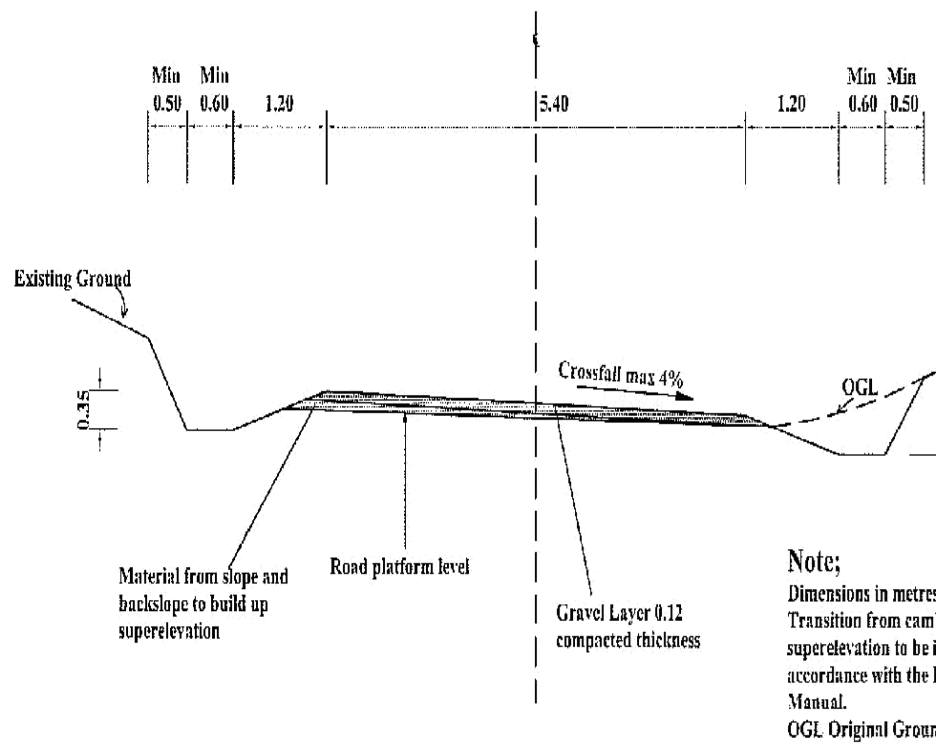 ℄
Min Min Min Min
0.50 0.60 1.20 5.40 1.20 0.60 0.50
Existing Ground
Crossfall max 4%
OGL
0.35
Material from slope and
backslope to build up
superelevation
Road platform level
Gravel Layer 0.12
compacted thickness
Note;
Dimensions in metres
Transition from cam
superelevation to be i
accordance with the
Manual.
OGL Original Groun